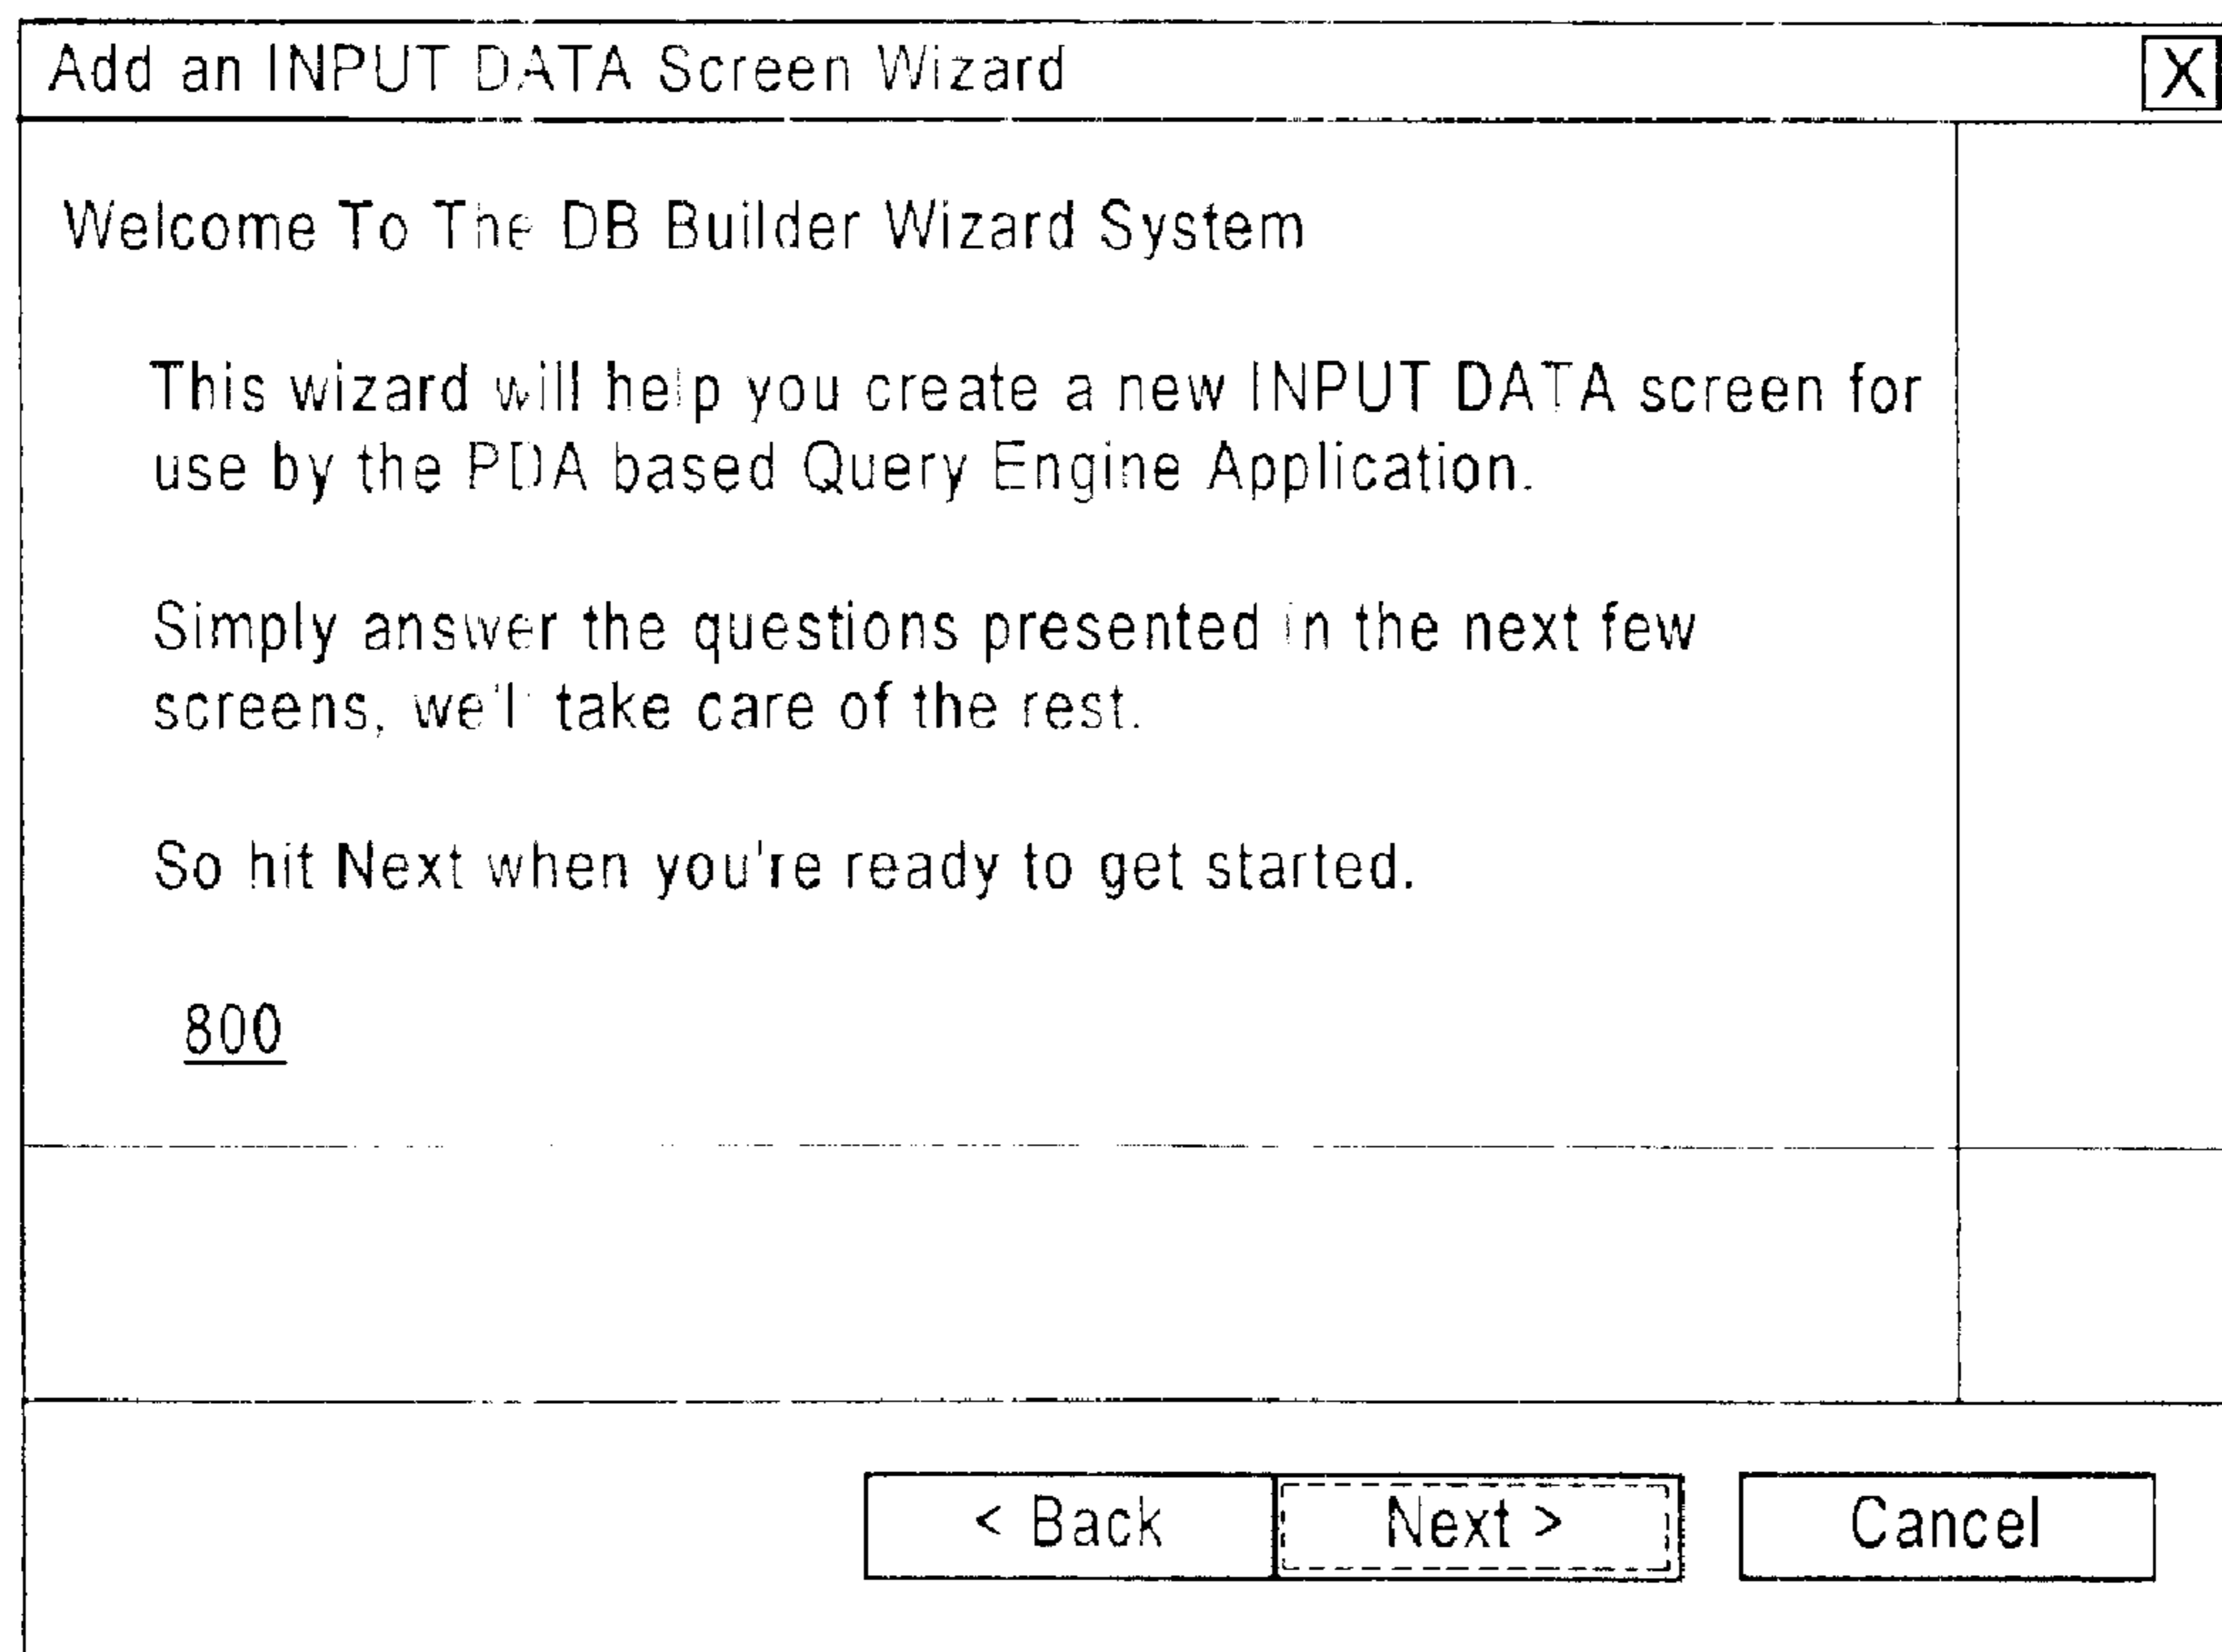 Add an INPUT DATA Screen Wizard X
Welcome To The DB Builder Wizard System
This wizard will help you create a new INPUT DATA screen for
use by the PDA based Query Engine Application.
Simply answer the questions presented in the next few
screens, we'll take care of the rest.
So hit Next when you're ready to get started.
800
< Back Next > Cancel